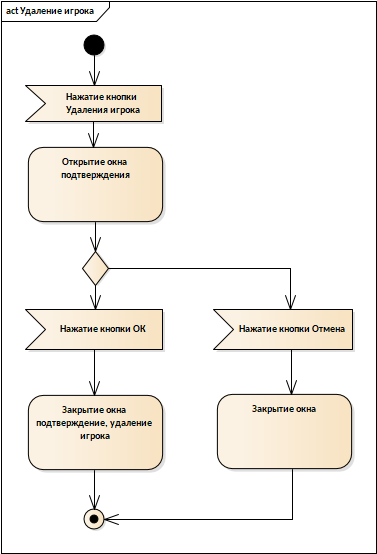 act Удаление игрока
Нажатие кнопки
Удаления игрока
Открытие окна
подтверждения
Нажатие кнопки ОК
Нажатие кнопки Отмена
Закрытие окна
подтверждение, удаление
игрока
Закрытие окна